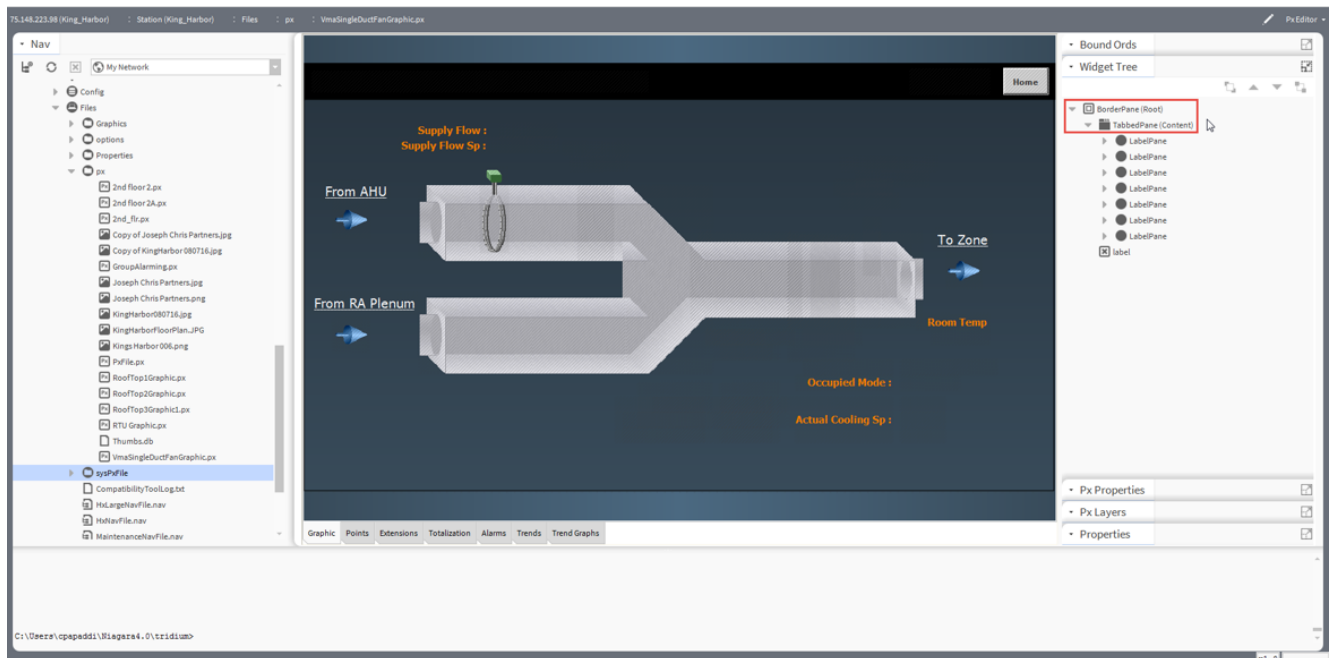 75.148.223.98 (King_Harbor) : Station (King_Harbor) : Files : px : VmaSingleDuctFanGraphic.px
Px Editor
Nav
My Network
Config
Files
Graphics
options
Properties
px
2nd floor 2.px
2nd floor 2A.px
2nd_flr.px
Copy of Joseph Chris Partners.jpg
Copy of KingHarbor 080716.jpg
GroupAlarming.px
Joseph Chris Partners.jpg
Joseph Chris Partners.png
KingHarbor080716.jpg
KingHarborFloorPlan.JPG
Kings Harbor 006.png
PxFile.px
RoofTop1Graphic.px
RoofTop2Graphic.px
RoofTop3Graphic1.px
RTU Graphic.px
Thumbs.db
VmaSingleDuctFanGraphic.px
sysPxFile
CompatibilityToolLog.txt
HxLargeNavFile.nav
HxNavFile.nav
MaintenanceNavFile.nav
Home
Supply Flow :
Supply Flow Sp :
From AHU
To Zone
From RA Plenum
Room Temp
Occupied Mode :
Actual Cooling Sp :
Graphic Points Extensions Totalization Alarms Trends Trend Graphs
Bound Ords
Widget Tree
BorderPane (Root)
TabbedPane (Content)
LabelPane
LabelPane
LabelPane
LabelPane
LabelPane
LabelPane
LabelPane
label
Px Properties
Px Layers
Properties
C:\Users\cpapaddi\Niagara4.0\tridium>